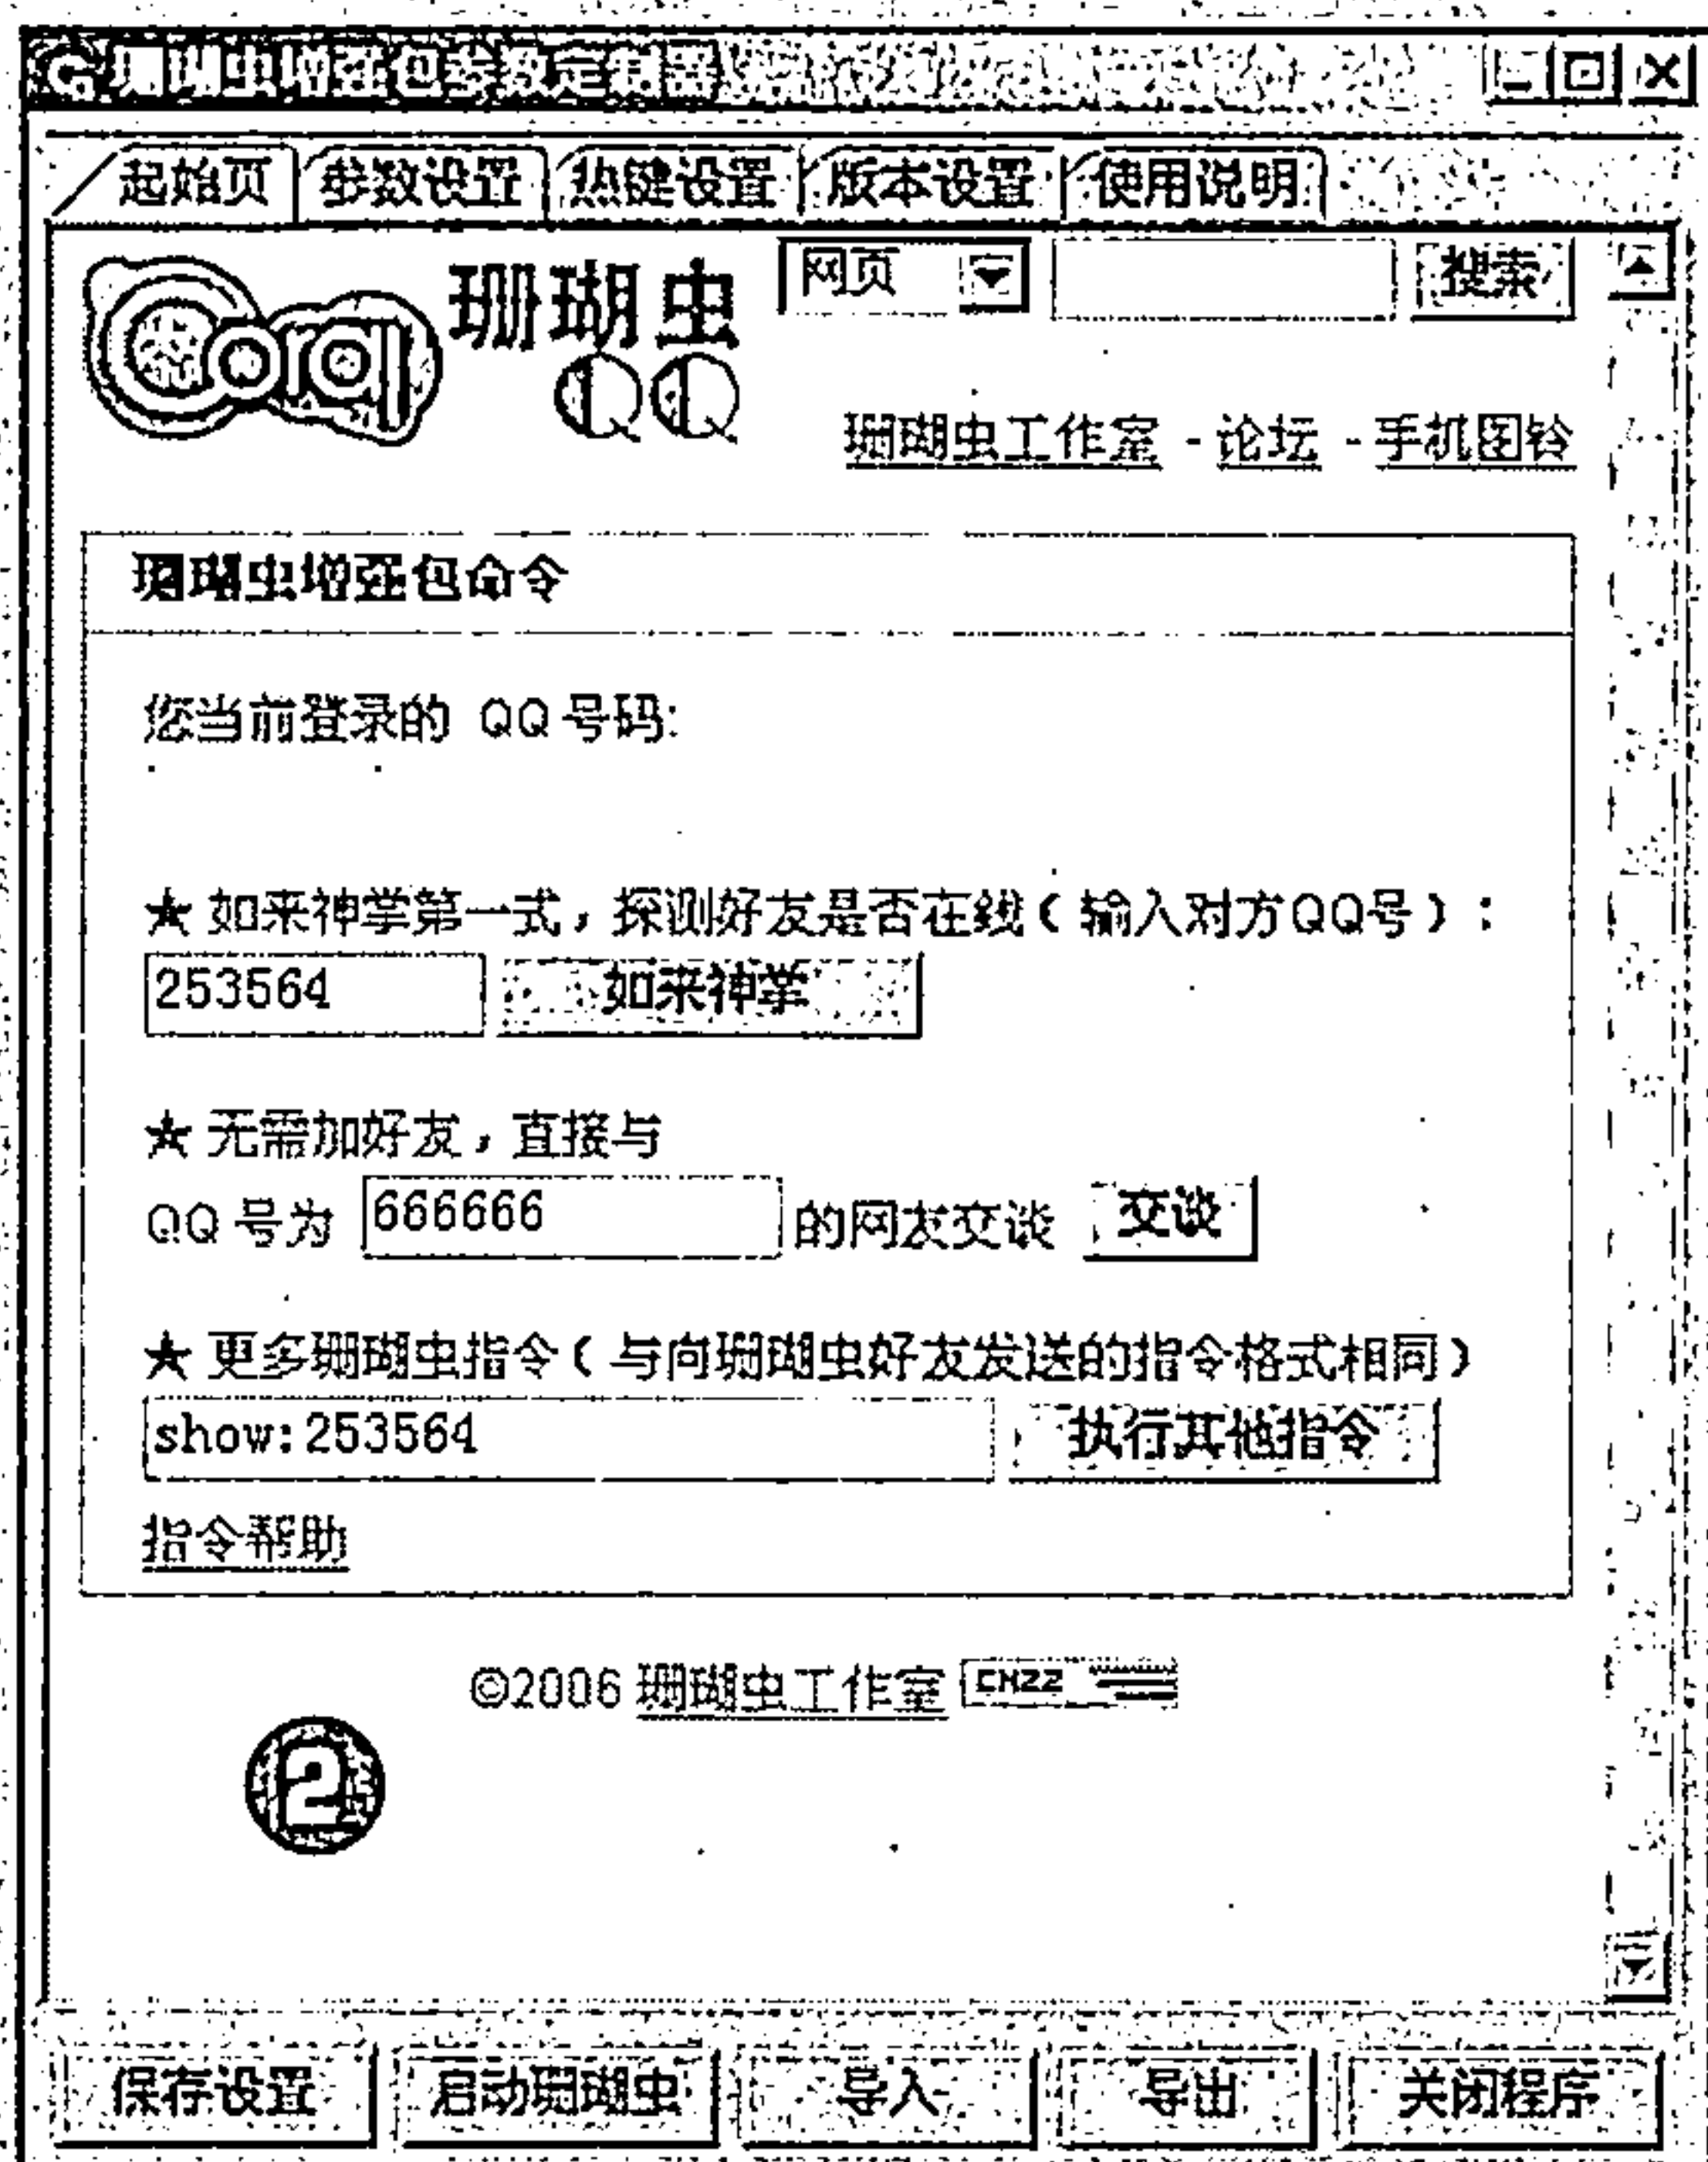 珊瑚虫增强包参数定制器
起始页 参数设置 热键设置 版本设置 使用说明
Coral 珊瑚虫 QQ 网页 搜索
珊瑚虫工作室 - 论坛 - 手机图铃
珊瑚虫增强包命令
您当前登录的 QQ 号码:
★ 如来神掌第一式，探测好友是否在线（输入对方QQ号）：
253564 如来神掌
★ 无需加好友，直接与
QQ 号为 666666 的网友交谈 交谈
★ 更多珊瑚虫指令（与向珊瑚虫好友发送的指令格式相同）
show:253564 执行其他指令
指令帮助
©2006 珊瑚虫工作室 CNZZ
2
保存设置 启动珊瑚虫 导入 导出 关闭程序